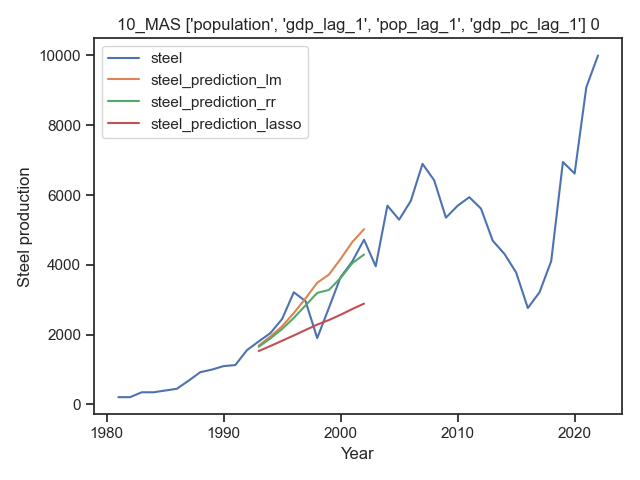 10_MAS ['population', 'gdp_lag_1', 'pop_lag_1', 'gdp_pc_lag_1'] 0
steel
steel_prediction_lm
steel_prediction_rr
steel_prediction_lasso
10000
8000
6000
4000
2000
0
Steel production
1980 1990 2000 2010 2020
Year